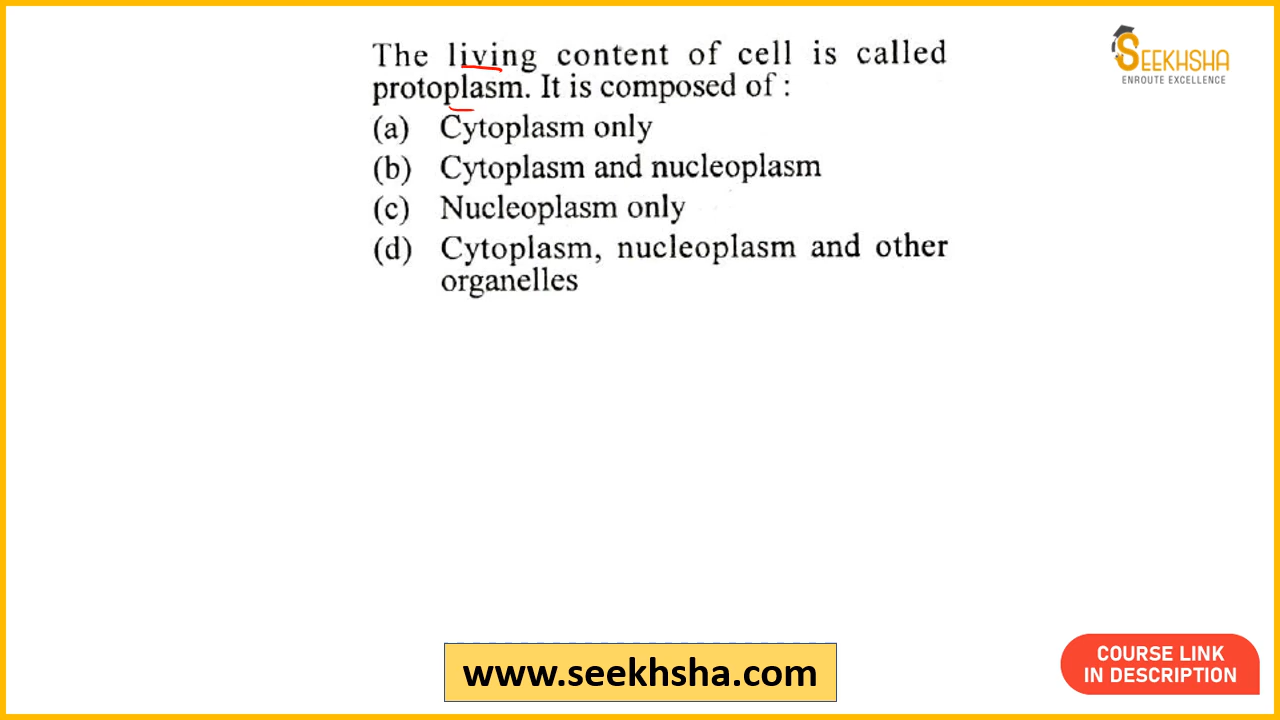 The living content of cell is called
protoplasm. It is composed of :
(a) Cytoplasm only
(b) Cytoplasm and nucleoplasm
(c) Nucleoplasm only
(d) Cytoplasm, nucleoplasm and other
organelles
SEEKHSHA
ENROUTE EXCELLENCE
www.seekhsha.com
COURSE LINK
IN DESCRIPTION